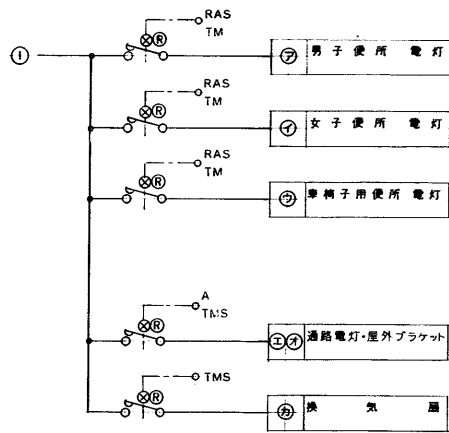 RAS
TM
① Ⓡ ㋐ 男子便所 電灯
RAS
TM
Ⓡ ㋑ 女子便所 電灯
RAS
TM
Ⓡ ㋒ 車椅子用便所 電灯
A
TMS
Ⓡ ㋓㋔ 通路電灯・屋外ブラケット
TMS
Ⓡ ㋕ 換気扇